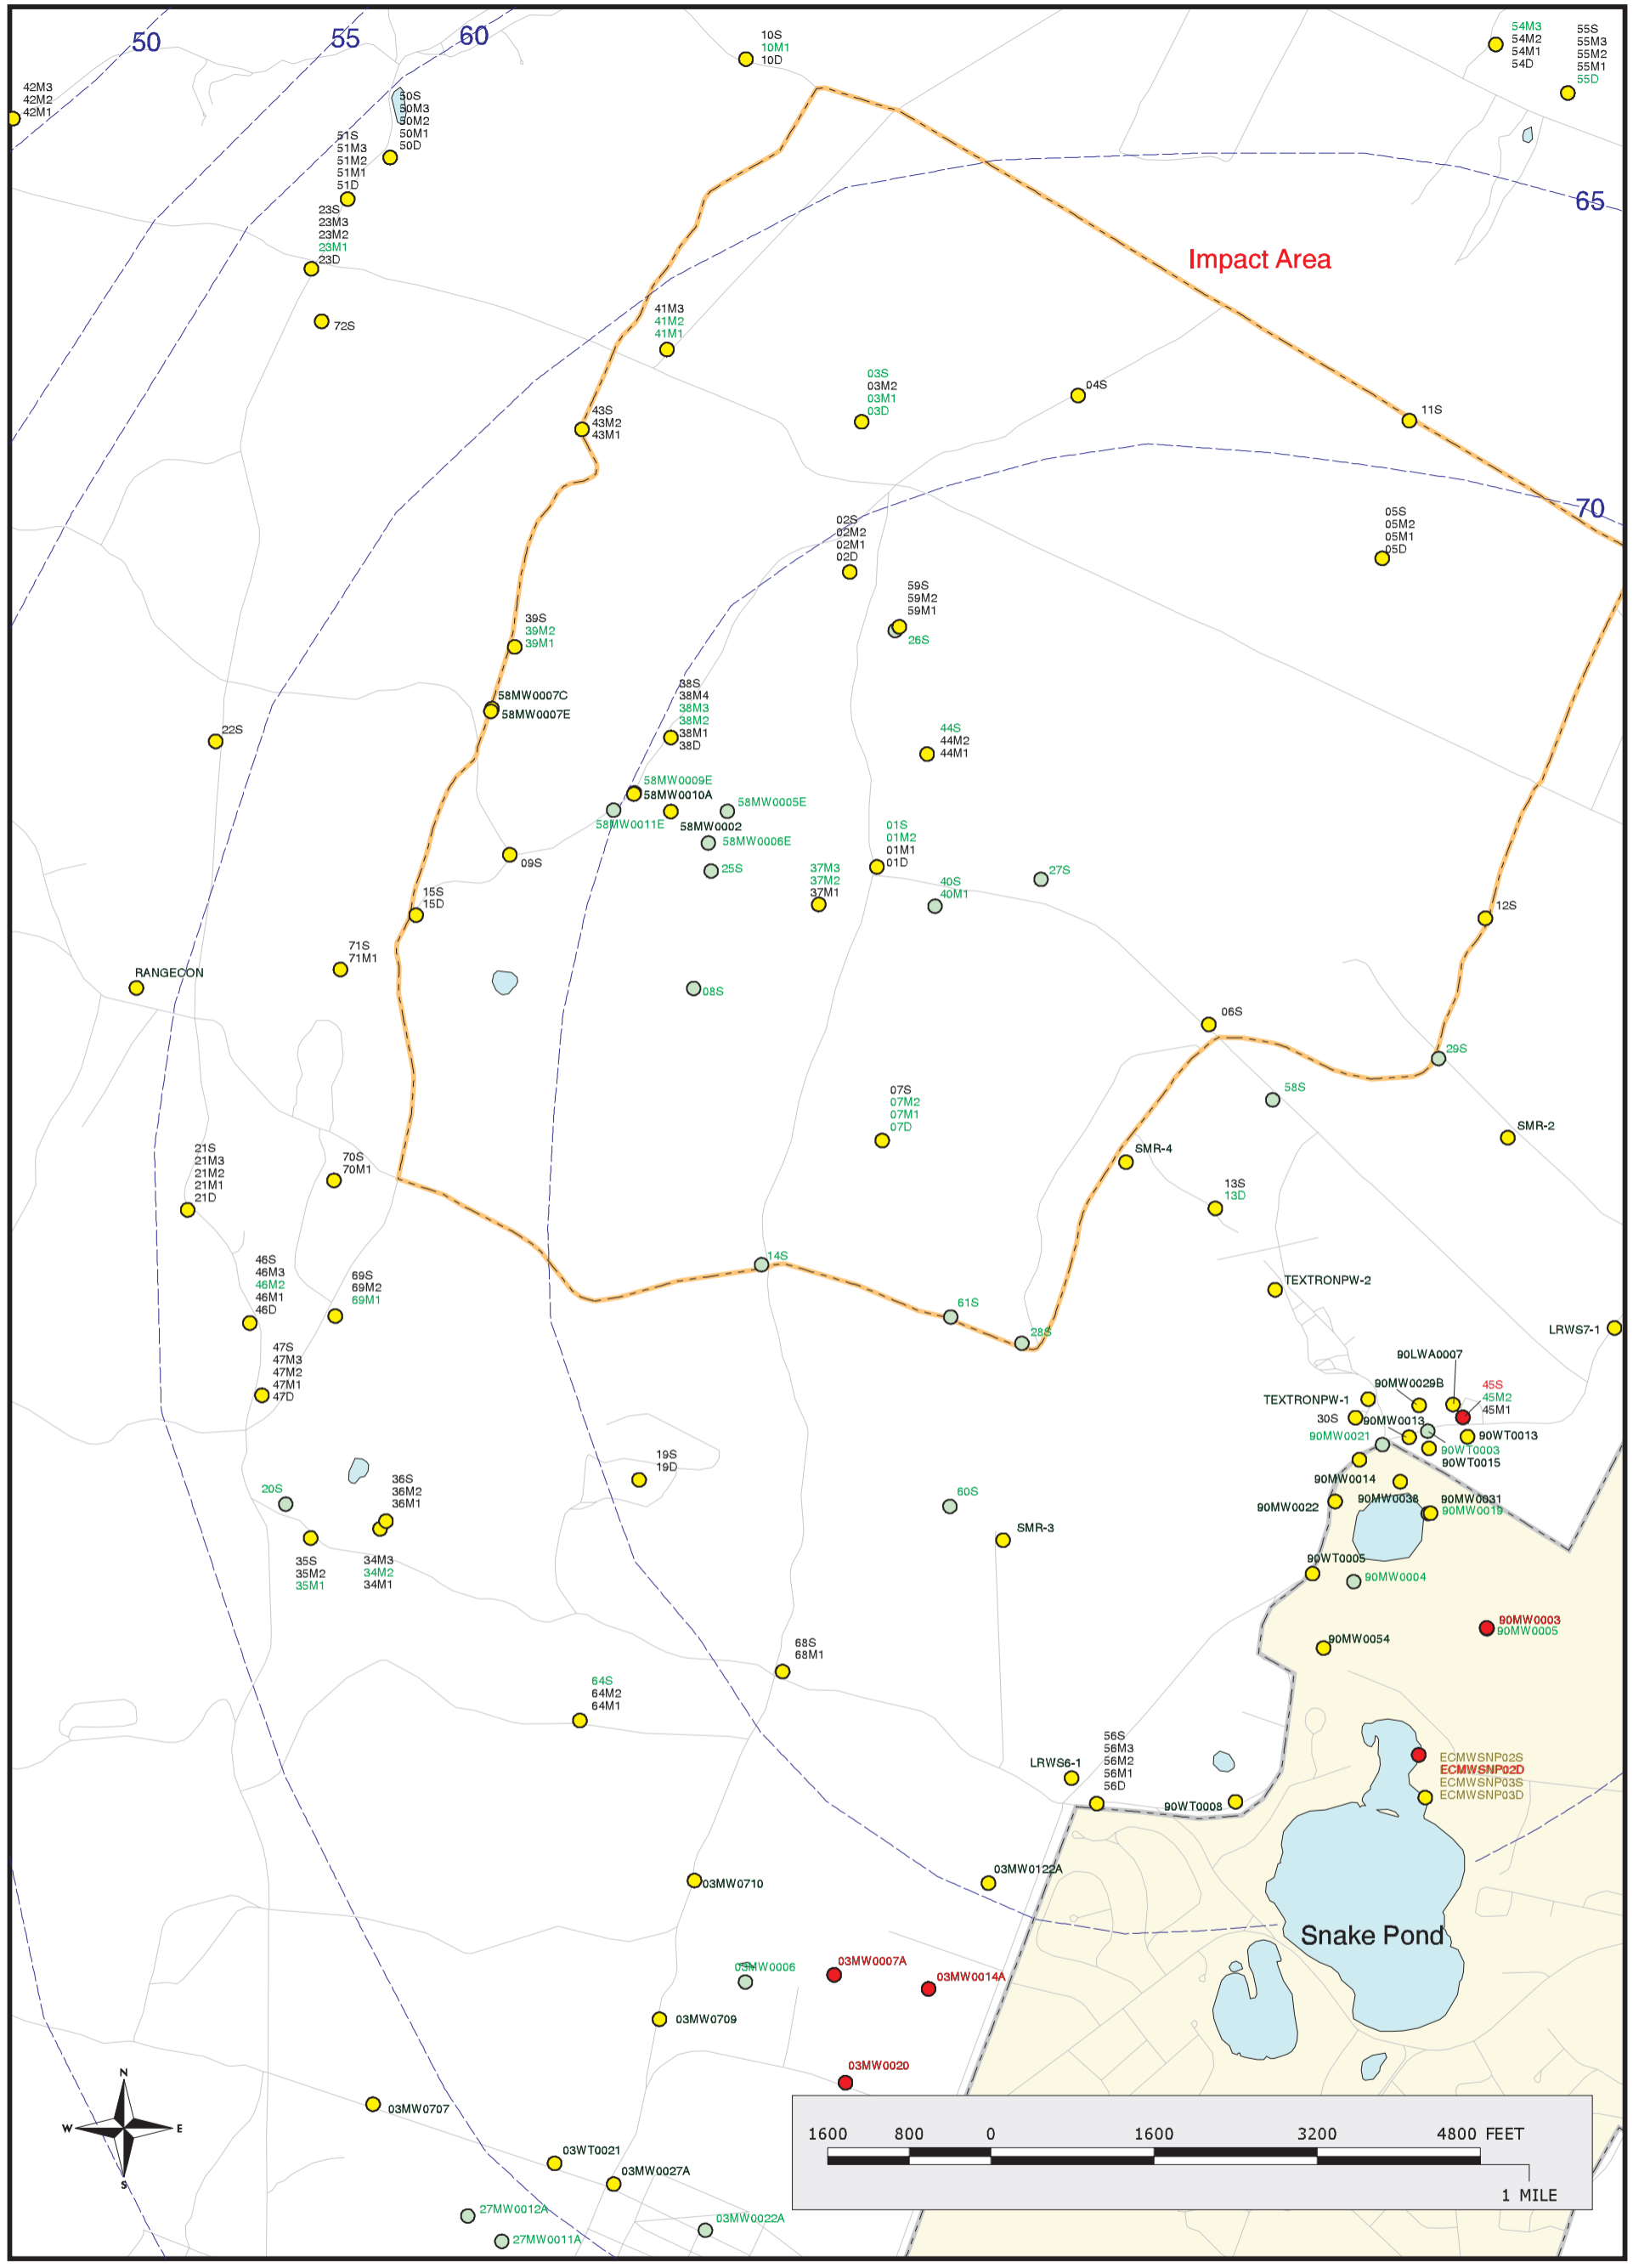 50
55
60
10S
10M1
10D
54M3
54M2
54M1
54D
55S
55M3
55M2
55M1
55D
42M3
42M2
42M1
50S
50M3
50M2
50M1
50D
51S
51M3
51M2
51M1
51D
65
23S
23M3
23M2
23M1
23D
Impact Area
72S
41M3
41M2
41M1
03S
03M2
03M1
03D
04S
43S
43M2
43M1
11S
70
02S
02M2
02M1
02D
05S
05M2
05M1
05D
59S
59M2
59M1
26S
39S
39M2
39M1
58MW0007C
58MW0007E
38S
38M4
38M3
38M2
38M1
38D
22S
44S
44M2
44M1
58MW0009E
58MW0010A
58MW0005E
58MW0011E
58MW0002
58MW0006E
01S
01M2
01M1
01D
09S
25S
37M3
37M2
37M1
40S
40M1
27S
15S
15D
12S
71S
71M1
RANGECON
08S
06S
29S
58S
07S
07M2
07M1
07D
SMR-2
SMR-4
21S
21M3
21M2
21M1
21D
70S
70M1
13S
13D
14S
46S
46M3
46M2
46M1
46D
69S
69M2
69M1
TEXTRONPW-2
61S
28S
LRWS7-1
47S
47M3
47M2
47M1
47D
90LWA0007
90MW0029B
45S
45M2
45M1
TEXTRONPW-1
30S
90MW0013
90MW0021
90WT0013
90WT0003
90WT0015
19S
19D
90MW0014
36S
36M2
36M1
20S
60S
90MW0022
90MW0038
90MW0031
90MW0019
SMR-3
35S
35M2
35M1
34M3
34M2
34M1
90WT0005
90MW0004
90MW0003
90MW0005
90MW0054
68S
68M1
64S
64M2
64M1
56S
56M3
56M2
56M1
56D
LRWS6-1
90WT0008
ECMWSNP02S
ECMWSNP02D
ECMWSNP03S
ECMWSNP03D
03MW0710
03MW0122A
Snake Pond
03MW0006
03MW0007A
03MW0014A
03MW0709
03MW0020
N
W E
S
03MW0707
1600 800 0 1600 3200 4800 FEET
1 MILE
03WT0021
03MW0027A
27MW0012A
27MW0011A
03MW0022A